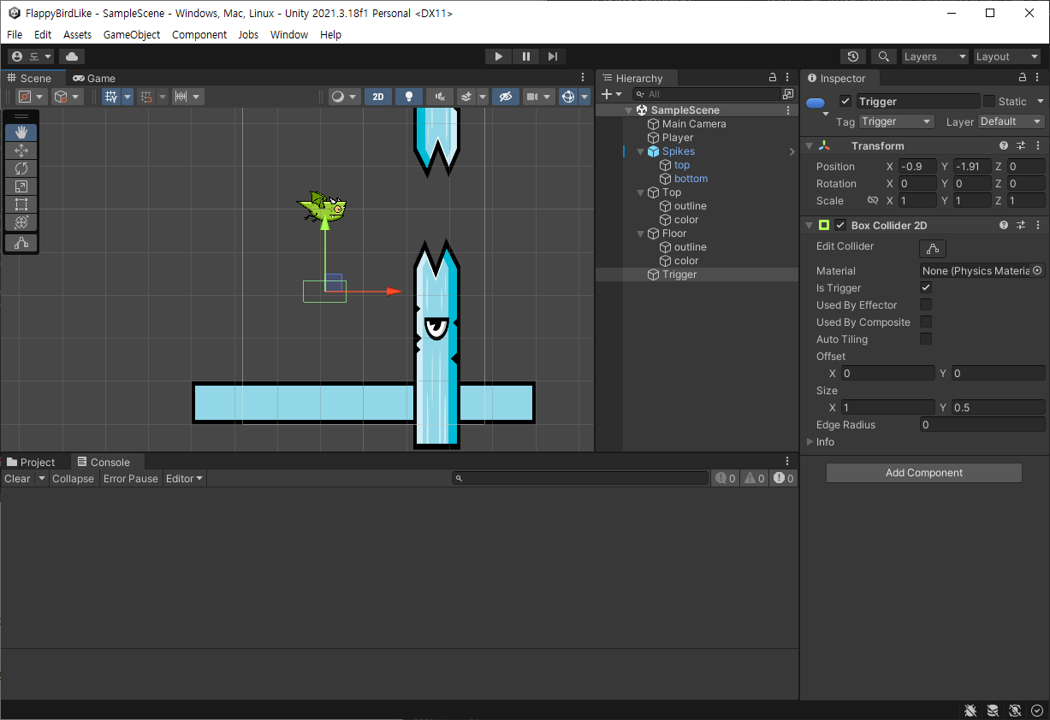 FlappyBirdLike - SampleScene - Windows, Mac, Linux - Unity 2021.3.18f1 Personal <DX11>
File Edit Assets GameObject Component Jobs Window Help
도 Layers Layout
Scene Game
2D
Hierarchy
All
SampleScene
Main Camera
Player
Spikes
top
bottom
Top
outline
color
Floor
outline
color
Trigger
Inspector
Trigger Static
Tag Trigger Layer Default
Transform
Position X -0.9 Y -1.91 Z 0
Rotation X 0 Y 0 Z 0
Scale X 1 Y 1 Z 1
Box Collider 2D
Edit Collider
Material None (Physics Materia
Is Trigger
Used By Effector
Used By Composite
Auto Tiling
Offset
X 0 Y 0
Size
X 1 Y 0.5
Edge Radius 0
Info
Add Component
Project Console
Clear Collapse Error Pause Editor 0 0 0